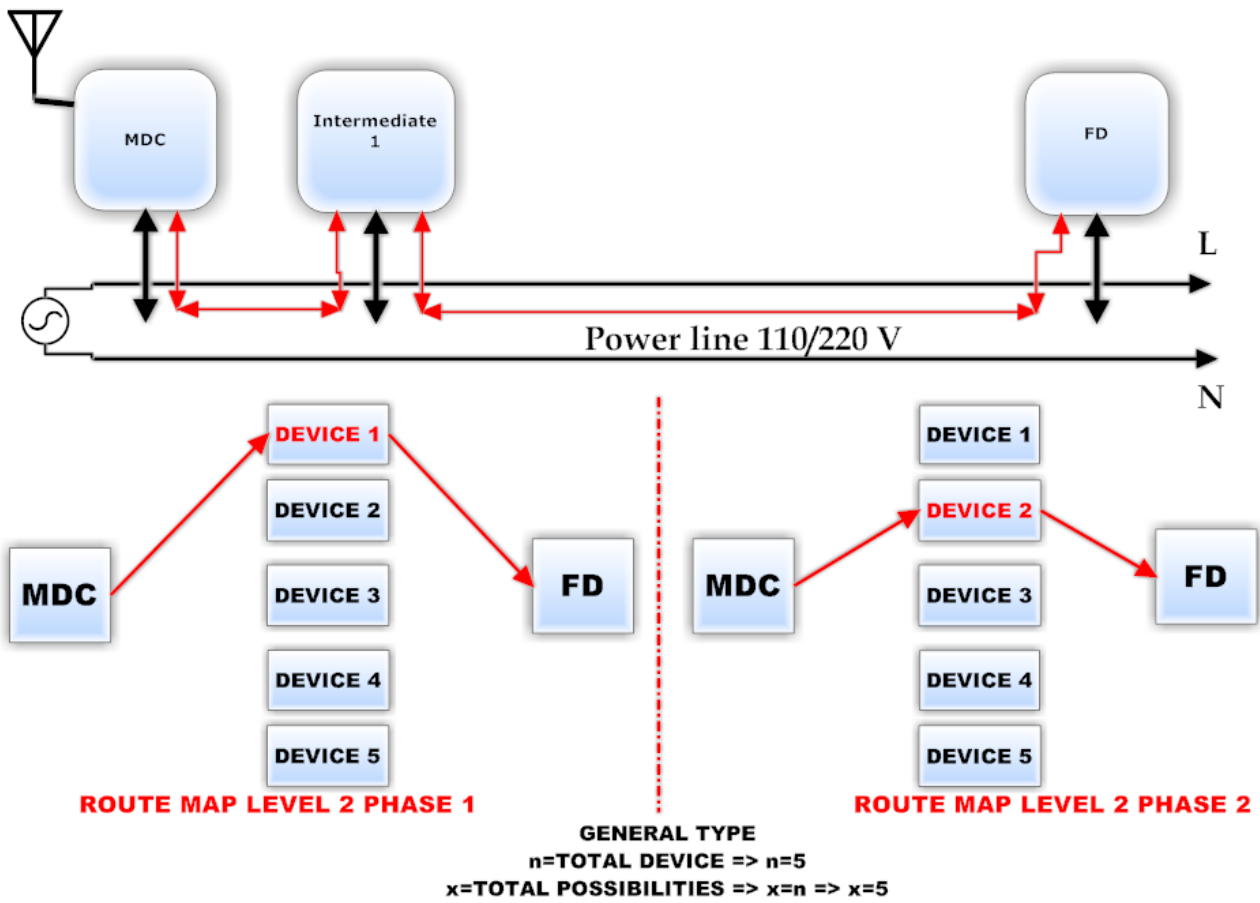 MDC
Intermediate
1
FD
L
Power line 110/220 V
N
DEVICE 1
DEVICE 2
DEVICE 3
DEVICE 4
DEVICE 5
MDC
FD
ROUTE MAP LEVEL 2 PHASE 1
DEVICE 1
DEVICE 2
DEVICE 3
DEVICE 4
DEVICE 5
MDC
FD
ROUTE MAP LEVEL 2 PHASE 2
GENERAL TYPE
n=TOTAL DEVICE => n=5
x=TOTAL POSSIBILITIES => x=n => x=5